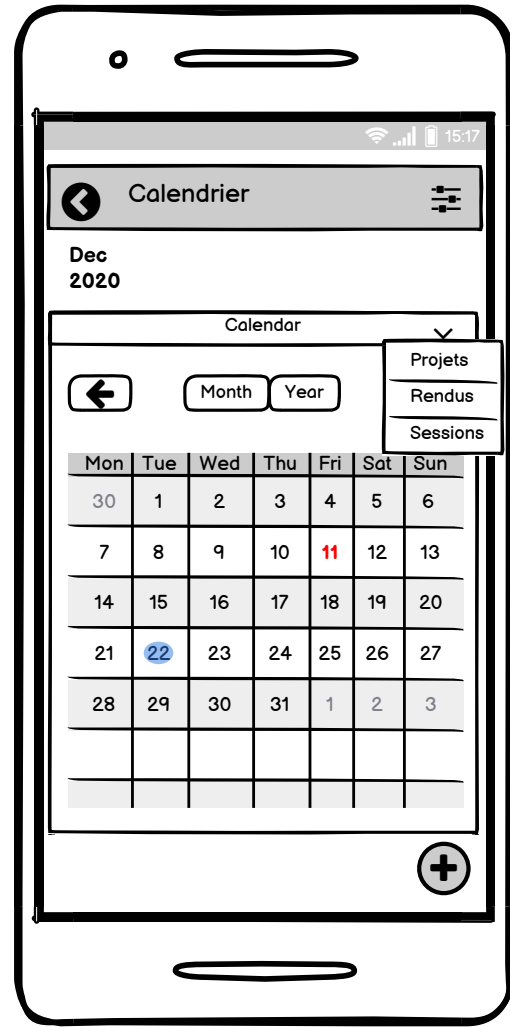 15:17
Calendrier
Dec
2020
Calendar
Projets
Month Year
Rendus
Sessions
Mon Tue Wed Thu Fri Sat Sun
30 1 2 3 4 5 6
7 8 9 10 11 12 13
14 15 16 17 18 19 20
21 22 23 24 25 26 27
28 29 30 31 1 2 3